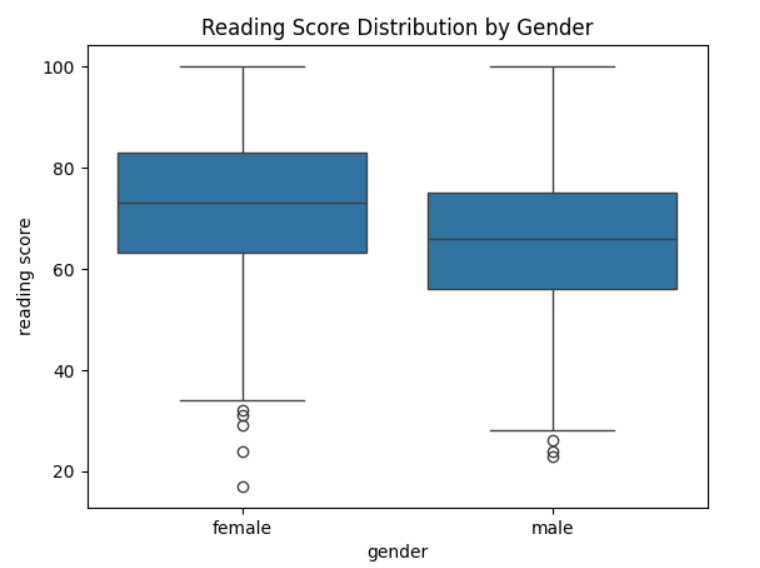 Reading Score Distribution by Gender
100
80
60
40
20
reading score
female male
gender